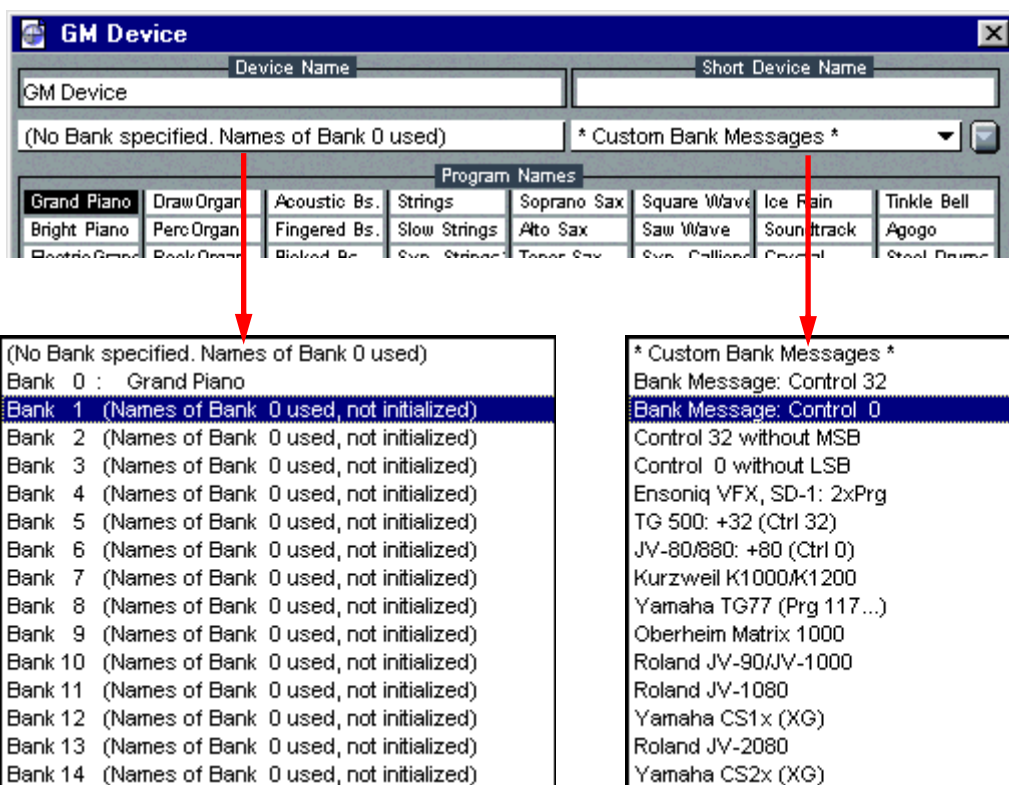 GM Device
Device Name
Short Device Name
GM Device
(No Bank specified. Names of Bank 0 used)
* Custom Bank Messages *
Program Names
Grand Piano
Draw Organ
Acoustic Bs.
Strings
Soprano Sax
Square Wave
Ice Rain
Tinkle Bell
Bright Piano
Perc Organ
Fingered Bs.
Slow Strings
Alto Sax
Saw Wave
Soundtrack
Agogo
(No Bank specified. Names of Bank 0 used)
Bank 0 : Grand Piano
Bank 1 (Names of Bank 0 used, not initialized)
Bank 2 (Names of Bank 0 used, not initialized)
Bank 3 (Names of Bank 0 used, not initialized)
Bank 4 (Names of Bank 0 used, not initialized)
Bank 5 (Names of Bank 0 used, not initialized)
Bank 6 (Names of Bank 0 used, not initialized)
Bank 7 (Names of Bank 0 used, not initialized)
Bank 8 (Names of Bank 0 used, not initialized)
Bank 9 (Names of Bank 0 used, not initialized)
Bank 10 (Names of Bank 0 used, not initialized)
Bank 11 (Names of Bank 0 used, not initialized)
Bank 12 (Names of Bank 0 used, not initialized)
Bank 13 (Names of Bank 0 used, not initialized)
Bank 14 (Names of Bank 0 used, not initialized)
* Custom Bank Messages *
Bank Message: Control 32
Bank Message: Control 0
Control 32 without MSB
Control 0 without LSB
Ensoniq VFX, SD-1: 2xPrg
TG 500: +32 (Ctrl 32)
JV-80/880: +80 (Ctrl 0)
Kurzweil K1000/K1200
Yamaha TG77 (Prg 117...)
Oberheim Matrix 1000
Roland JV-90/JV-1000
Roland JV-1080
Yamaha CS1x (XG)
Roland JV-2080
Yamaha CS2x (XG)